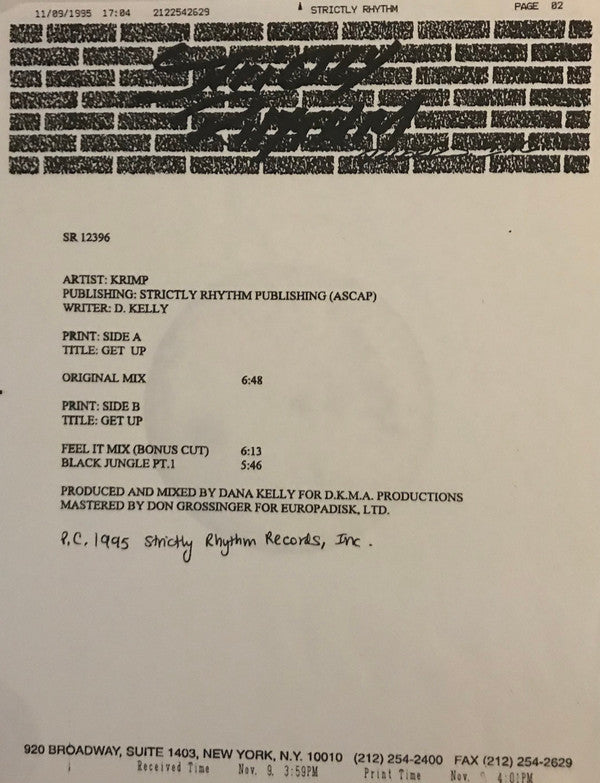 11/09/1995 17:04 2122542629 STRICTLY RHYTHM PAGE 02
STRICTLY
RHYTHM
SR 12396
ARTIST: KRIMP
PUBLISHING: STRICTLY RHYTHM PUBLISHING (ASCAP)
WRITER: D. KELLY
PRINT: SIDE A
TITLE: GET UP
ORIGINAL MIX 6:48
PRINT: SIDE B
TITLE: GET UP
FEEL IT MIX (BONUS CUT) 6:13
BLACK JUNGLE PT.1 5:46
PRODUCED AND MIXED BY DANA KELLY FOR D.K.M.A. PRODUCTIONS
MASTERED BY DON GROSSINGER FOR EUROPADISK, LTD.
P.C. 1995 Strictly Rhythm Records, Inc.
920 BROADWAY, SUITE 1403, NEW YORK, N.Y. 10010 (212) 254-2400 FAX (212) 254-2629
Received Time Nov. 9. 3:59PM Print Time Nov. 4:01PM